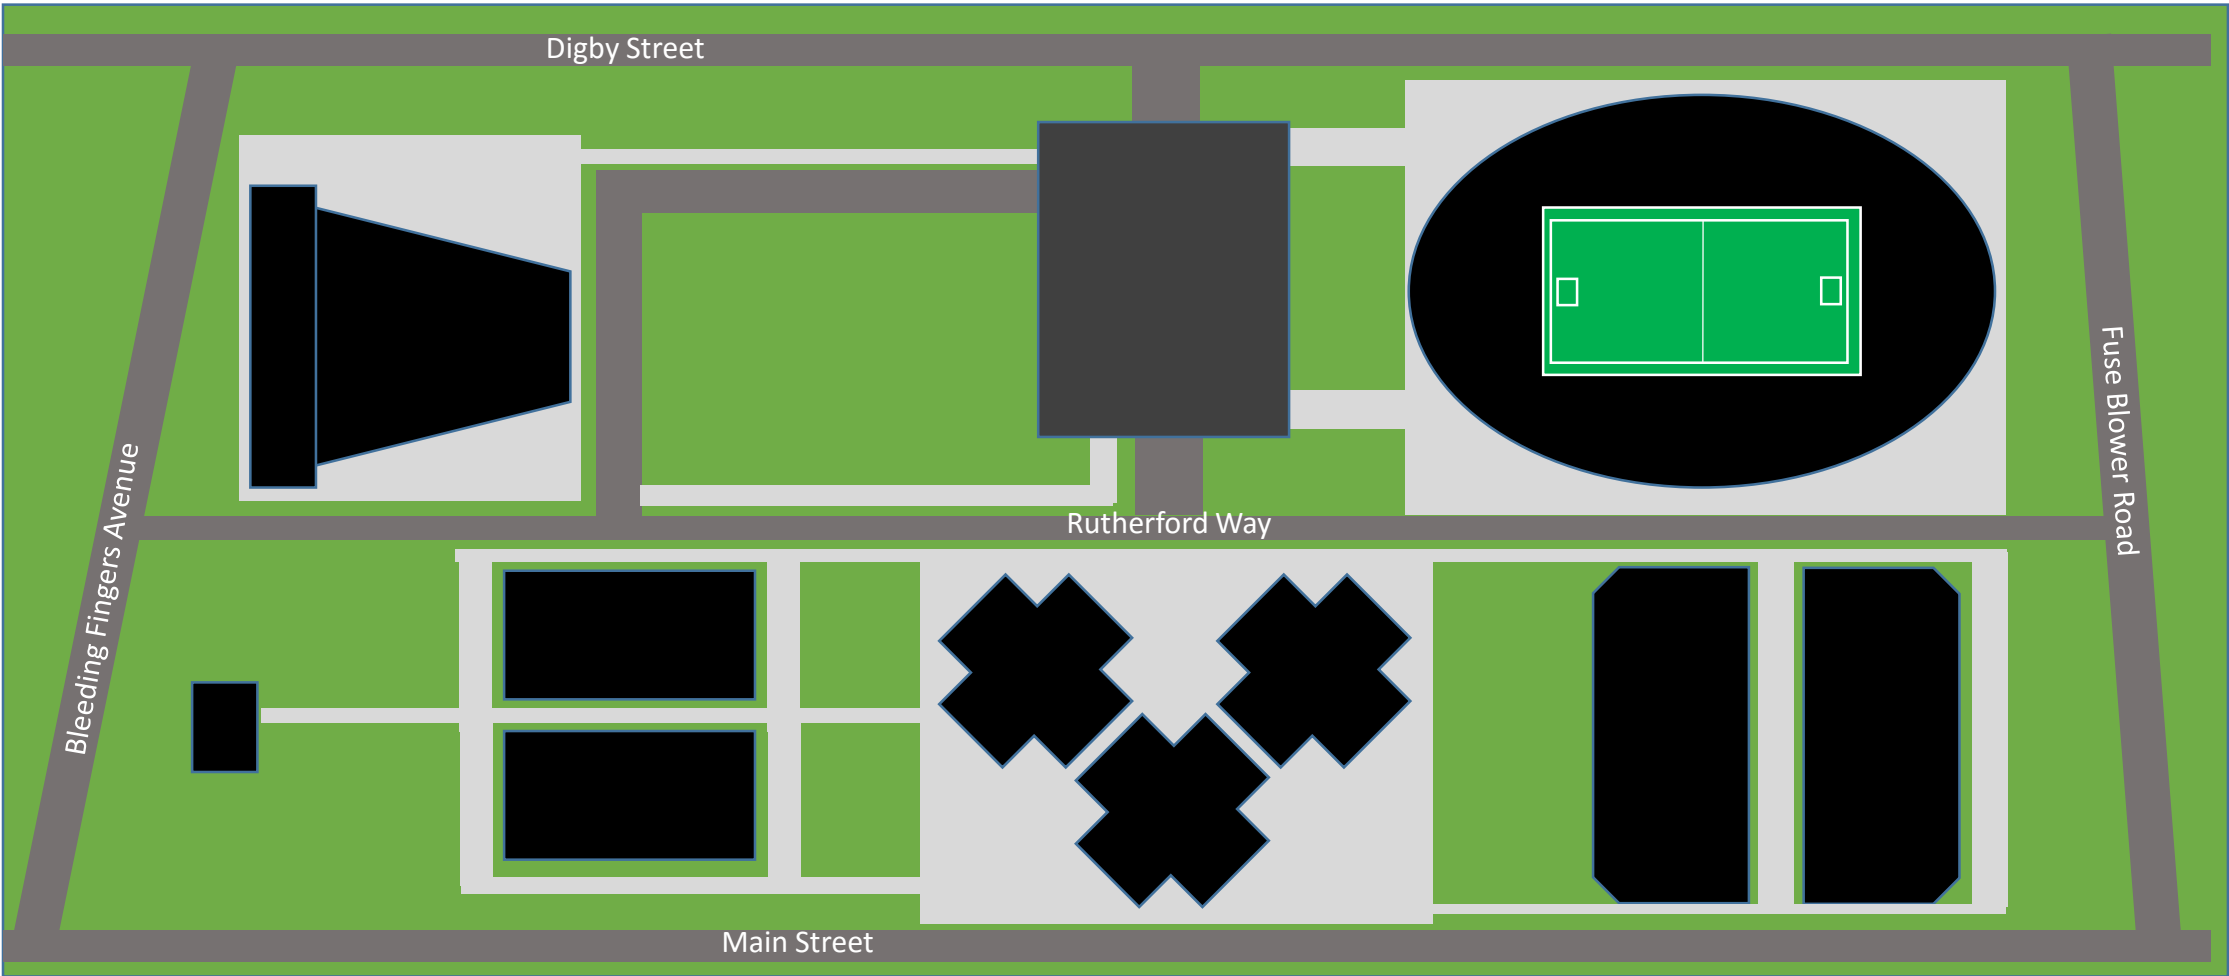 Digby Street
Fuse Blower Road
Bleeding Fingers Avenue
Rutherford Way
Main Street